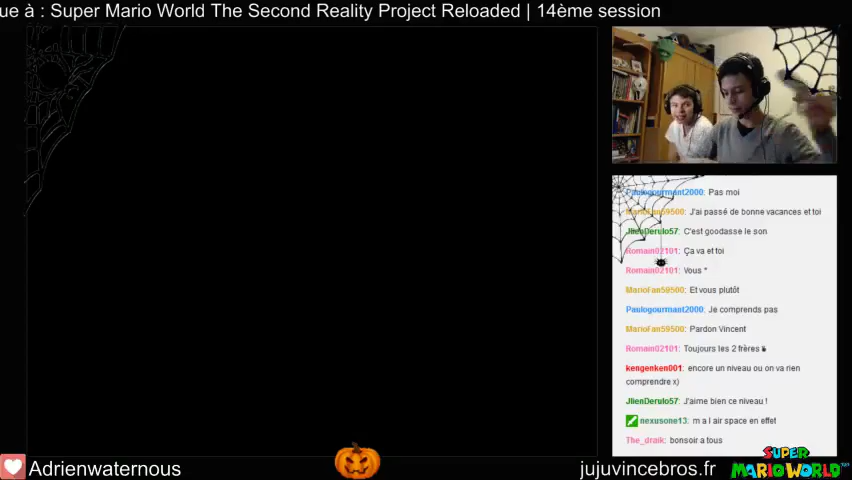 ue à : Super Mario World The Second Reality Project Reloaded | 14ème session
Paulogourmant2000: Pas moi
MarioFan59500: J'ai passé de bonne vacances et toi
JlienDerulo57: C'est goodasse le son
Romain02101: Ça va et toi
Romain02101: Vous *
MarioFan59500: Et vous plutôt
Paulogourmant2000: Je comprends pas
MarioFan59500: Pardon Vincent
Romain02101: Toujours les 2 frères
kengenken001: encore un niveau ou on va rien
comprendre x)
JlienDerulo57: J'aime bien ce niveau !
nexusone13: m a l air space en effet
The_draik: bonsoir a tous
Adrienwaternous
jujuvincebros.fr
SUPER
MARIO WORLD